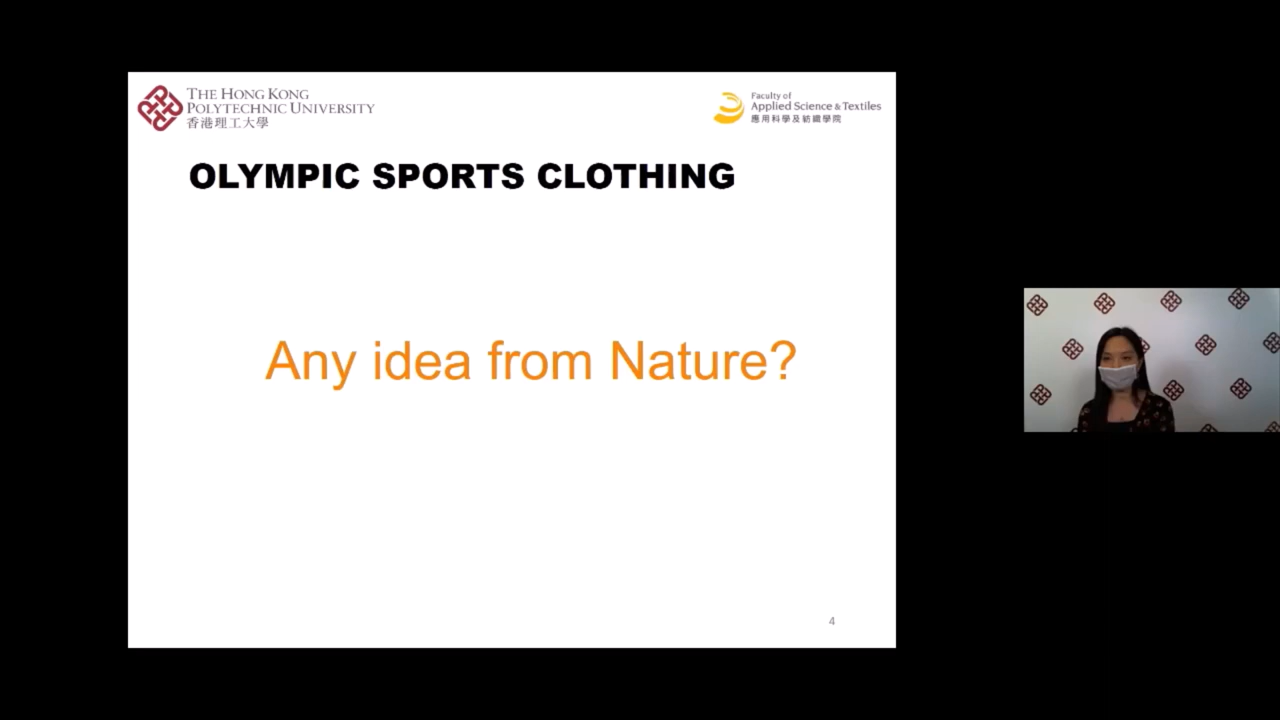 THE HONG KONG
POLYTECHNIC UNIVERSITY
香港理工大學
Faculty of
Applied Science & Textiles
應用科學及紡織學院
OLYMPIC SPORTS CLOTHING
Any idea from Nature?
4